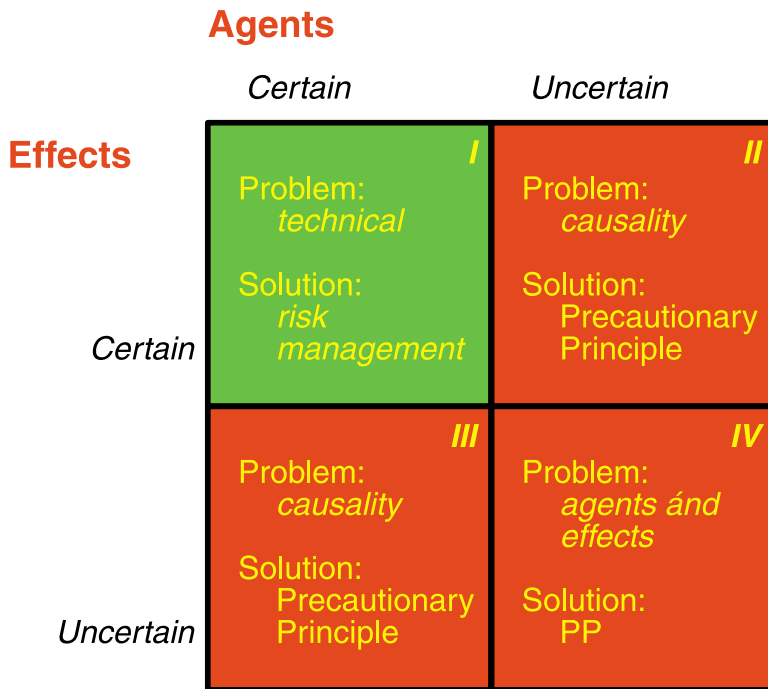 Agents
Certain
Uncertain
Effects
I
Problem:
technical
Solution:
risk
management
II
Problem:
causality
Solution:
Precautionary
Principle
Certain
III
Problem:
causality
Solution:
Precautionary
Principle
IV
Problem:
agents ánd
effects
Solution:
PP
Uncertain